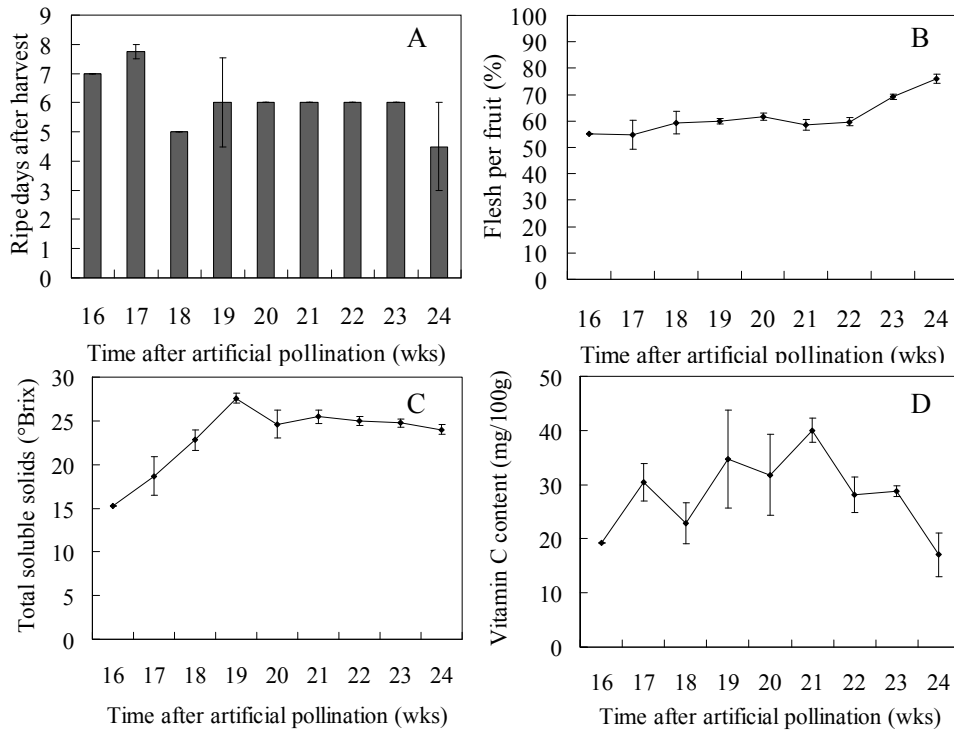 A
Ripe days after harvest
9
8
7
6
5
4
3
2
1
0
16 17 18 19 20 21 22 23 24
Time after artificial pollination (wks)
B
Flesh per fruit (%)
100
90
80
70
60
50
40
30
20
10
0
16 17 18 19 20 21 22 23 24
Time after artificial pollination (wks)
C
Total soluble solids (°Brix)
30
25
20
15
10
5
0
16 17 18 19 20 21 22 23 24
Time after artificial pollination (wks)
D
Vitamin C content (mg/100g)
50
40
30
20
10
0
16 17 18 19 20 21 22 23 24
Time after artificial pollination (wks)